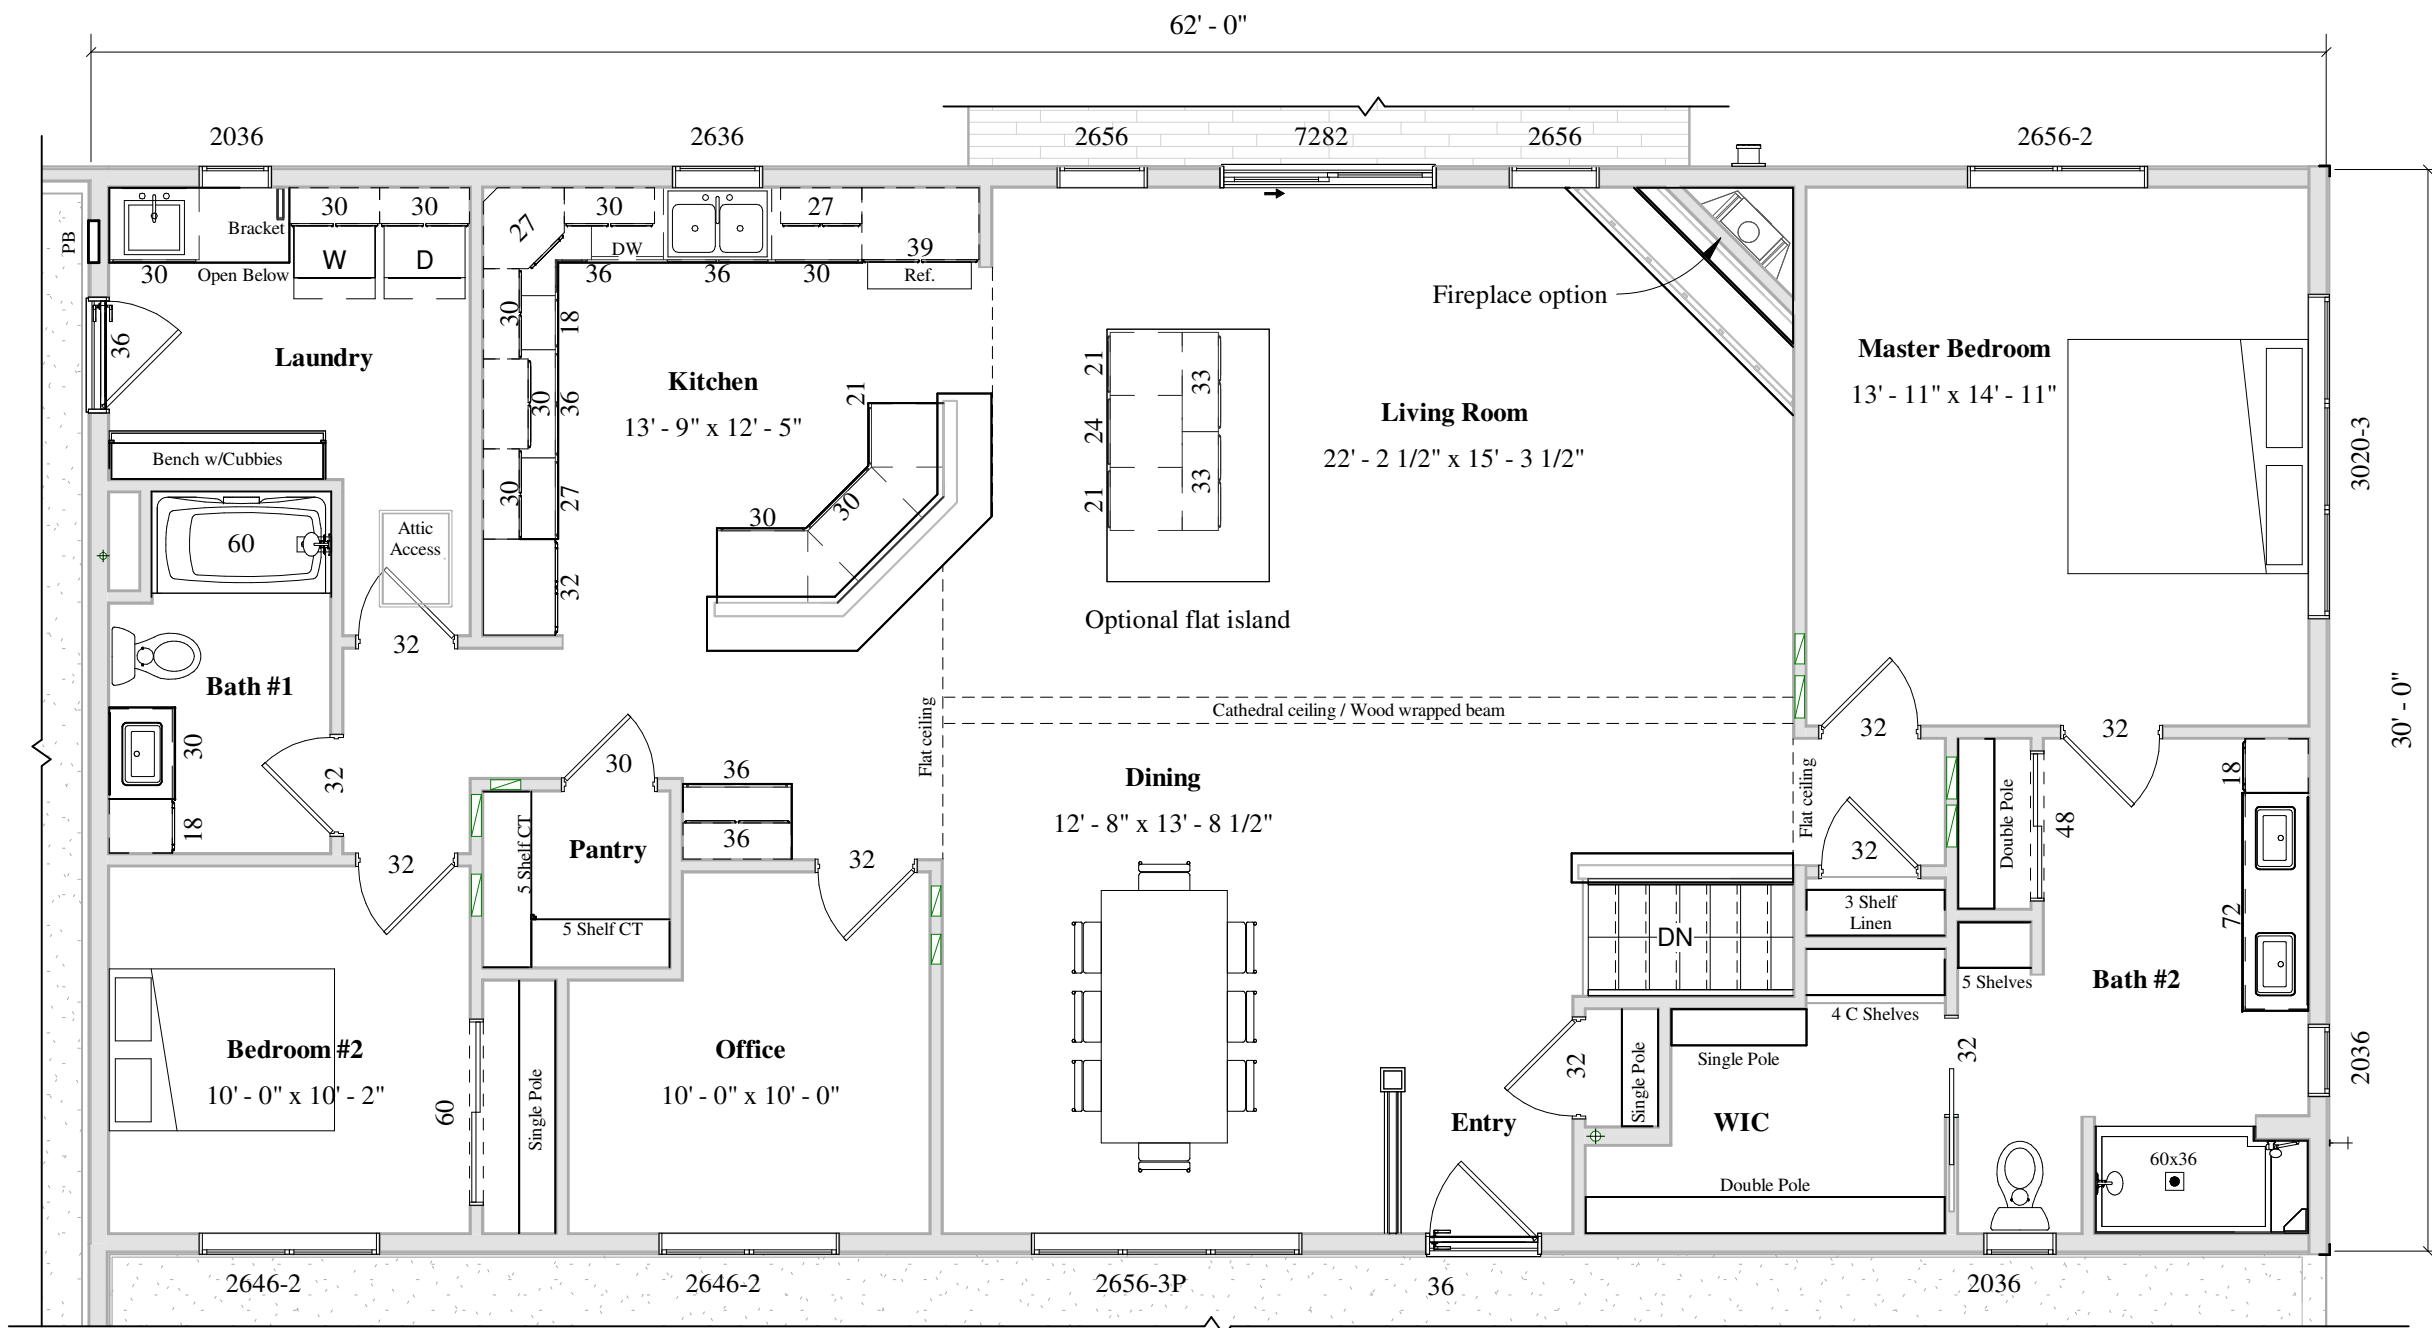 62' - 0"
2036
2636
2656
7282
2656
2656-2
PB
30
Bracket
Open Below
30
30
W
D
36
Laundry
Bench w/Cubbies
27
30
DW
36
36
27
30
39
Ref.
30
18
30
36
30
27
32
Kitchen
13' - 9" x 12' - 5"
21
30
30
21
24
21
33
33
Optional flat island
Living Room
22' - 2 1/2" x 15' - 3 1/2"
Fireplace option
Master Bedroom
13' - 11" x 14' - 11"
3020-3
30' - 0"
60
Attic
Access
32
Bath #1
30
18
32
32
30
Pantry
5 Shelf CT
5 Shelf CT
36
36
32
Flat ceiling
Cathedral ceiling / Wood wrapped beam
Dining
12' - 8" x 13' - 8 1/2"
Flat ceiling
32
32
32
Double Pole
48
18
72
3 Shelf
Linen
DN
5 Shelves
4 C Shelves
Bath #2
Bedroom #2
10' - 0" x 10' - 2"
60
Single Pole
Office
10' - 0" x 10' - 0"
Entry
32
Single Pole
Single Pole
WIC
Double Pole
32
2036
60x36
2646-2
2646-2
2656-3P
36
2036